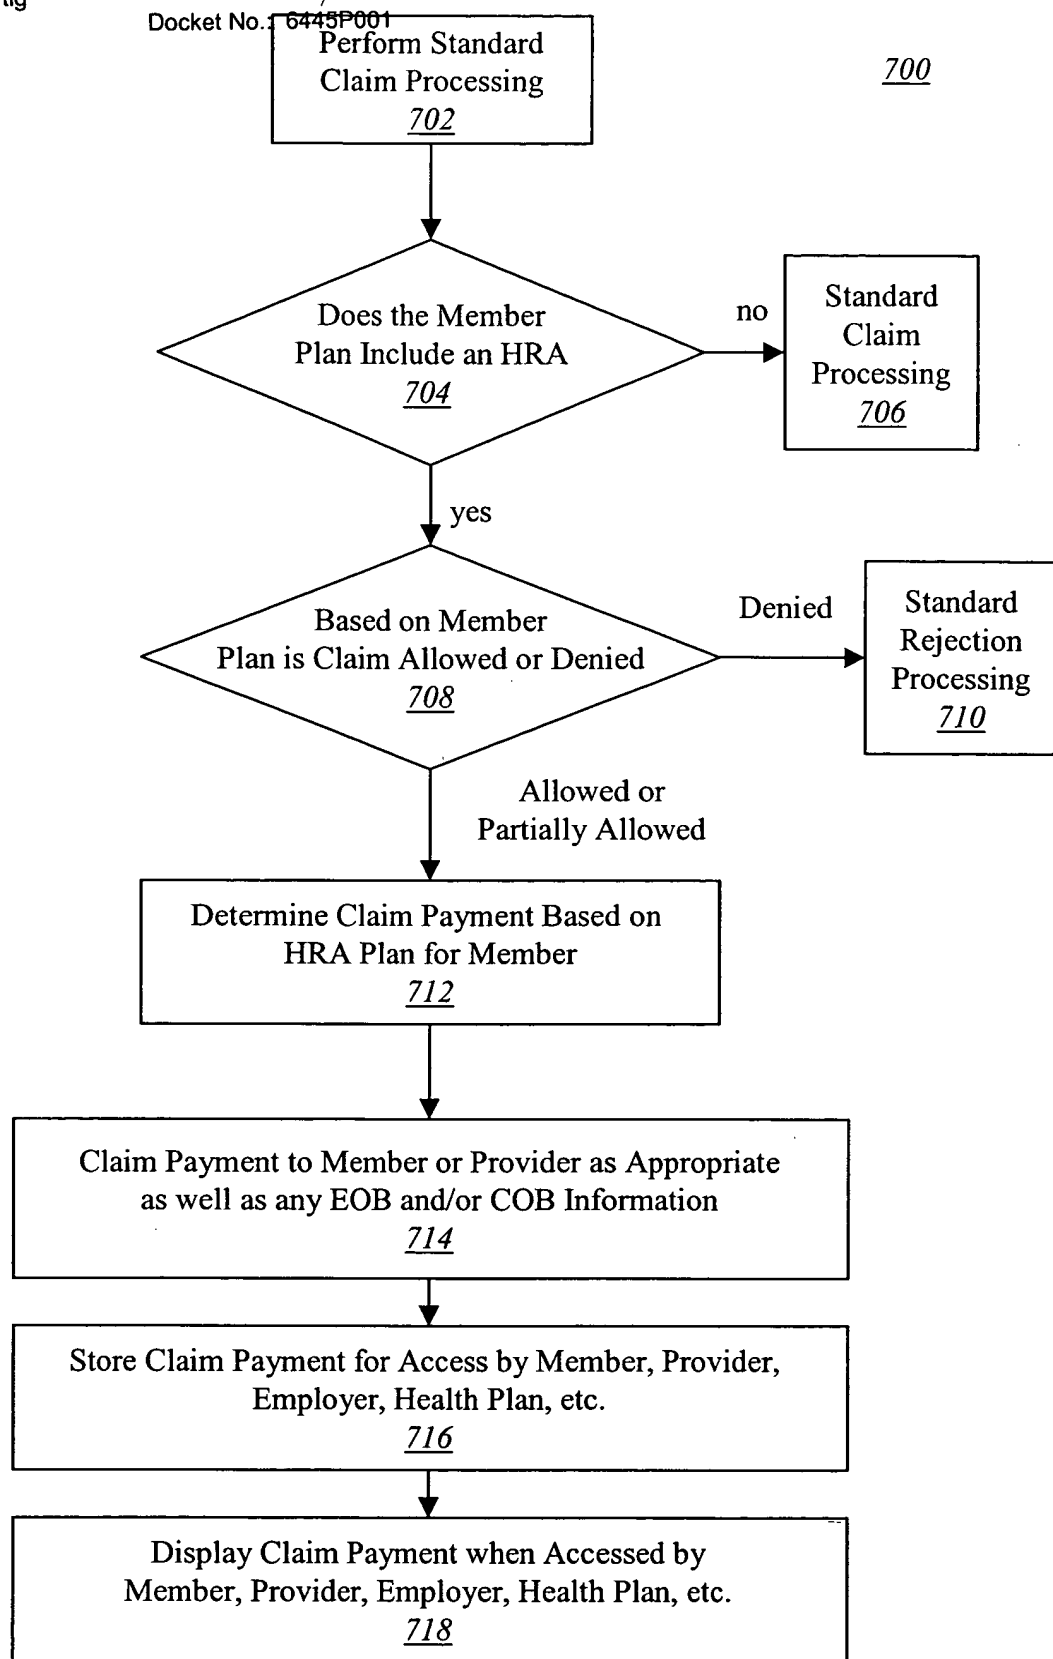 Docket No.: 6445P001
Perform Standard
Claim Processing
702
700
Does the Member
Plan Include an HRA
704
no
Standard
Claim
Processing
706
yes
Based on Member
Plan is Claim Allowed or Denied
708
Denied
Standard
Rejection
Processing
710
Allowed or
Partially Allowed
Determine Claim Payment Based on
HRA Plan for Member
712
Claim Payment to Member or Provider as Appropriate
as well as any EOB and/or COB Information
714
Store Claim Payment for Access by Member, Provider,
Employer, Health Plan, etc.
716
Display Claim Payment when Accessed by
Member, Provider, Employer, Health Plan, etc.
718